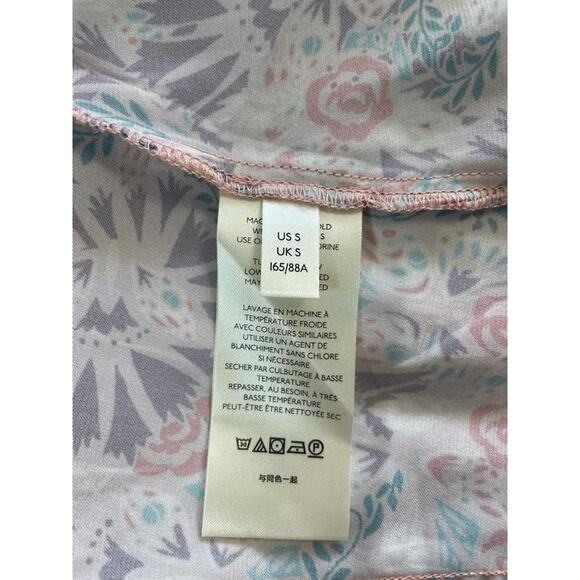 US S
UK S
165/88A
USE
LAVAGE EN MACHINE À
TEMPÉRATURE FROIDE
AVEC COULEURS SIMILAIRES
UTILISER UN AGENT DE
BLANCHIMENT SANS CHLORE
SI NÉCESSAIRE
SECHER PAR CULBUTAGE À BASSE
TEMPERATURE
REPASSER, AU BESOIN, À TRÈS
BASSE TEMPÉRATURE
PEUT-ÊTRE ÊTRE NETTOYÉE SEC
30
P
与同色一起